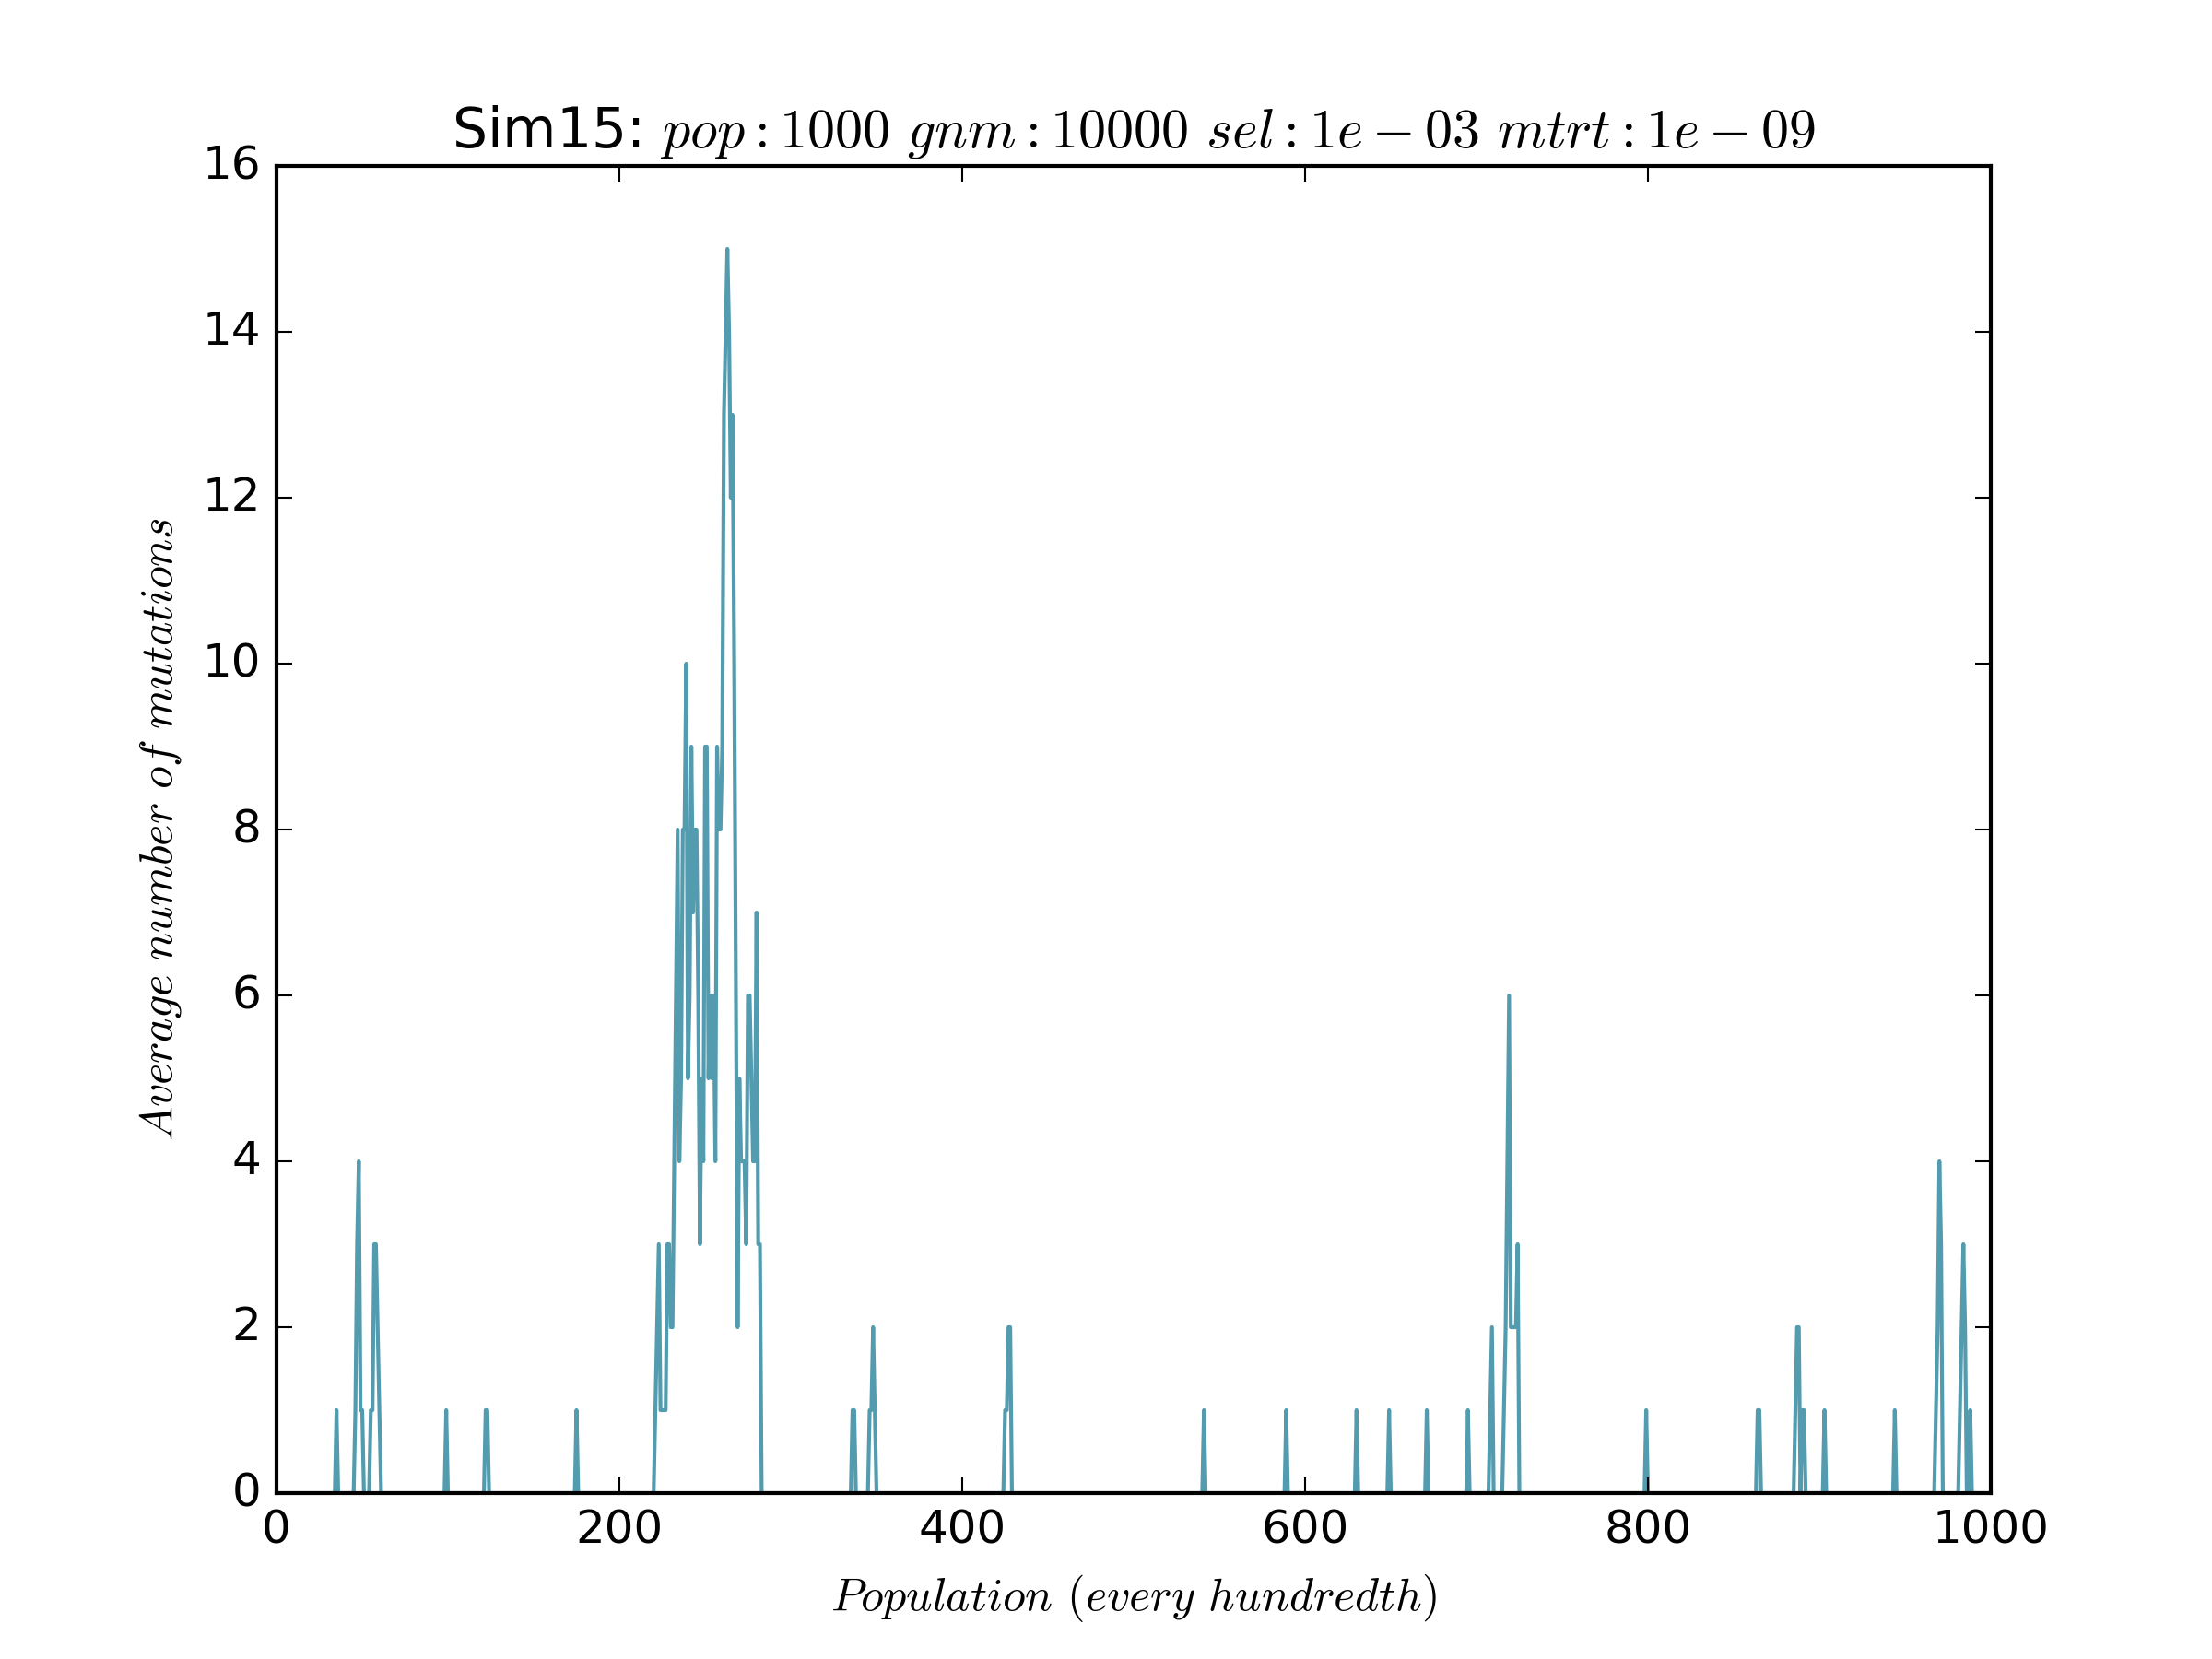 Sim15: pop : 1000 gnm : 10000 sel : 1e − 03 mtrt : 1e − 09
16
14
12
10
8
6
4
2
0
Average number of mutations
0 200 400 600 800 1000
Population (every hundredth)